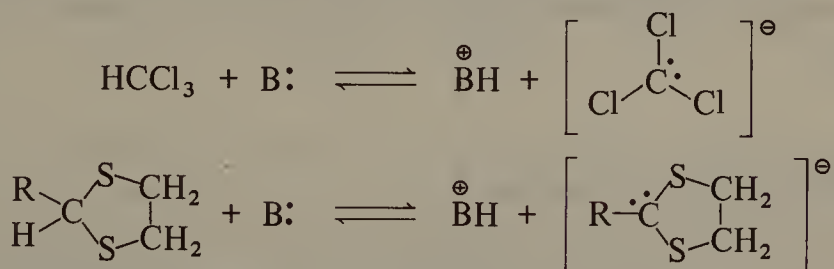 HCCl₃ + B: ⇌ B⊕H + [Cl Cl C: Cl]⊖
R H C S CH₂ S CH₂ + B: ⇌ B⊕H + [R C: S CH₂ S CH₂]⊖